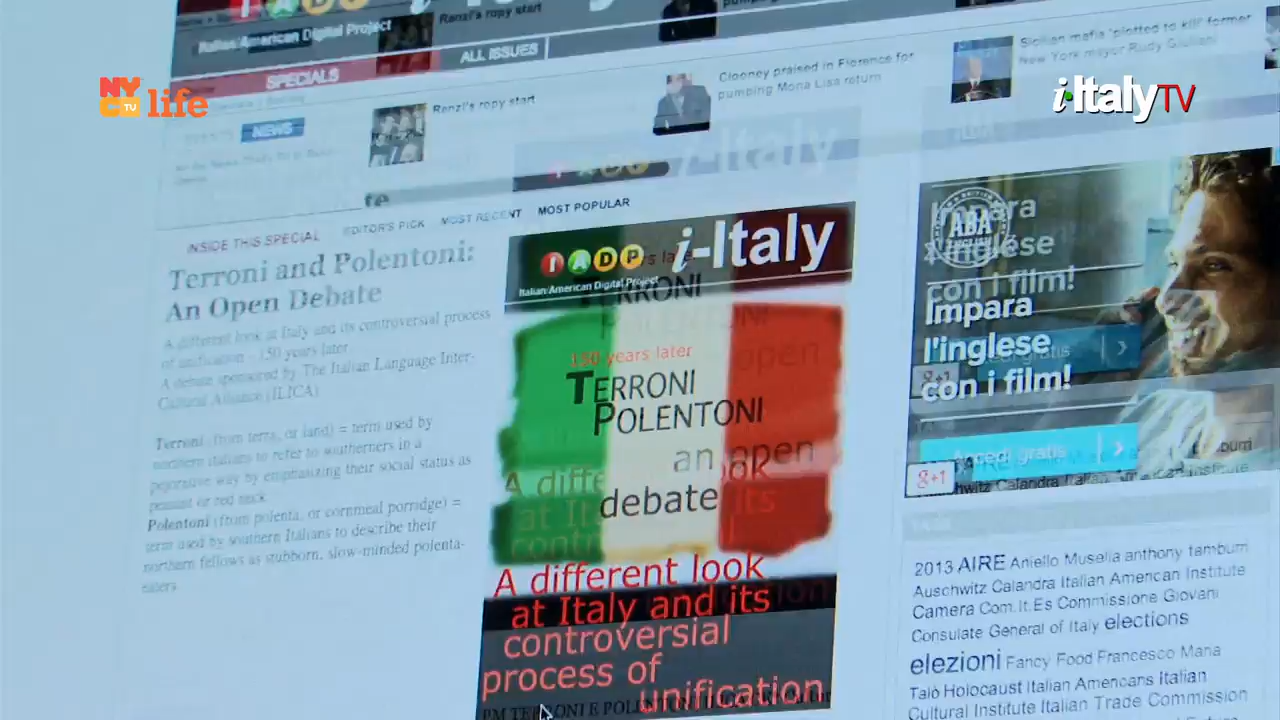 Renzi's ropy start
Italian/American Digital Project
ALL ISSUES
SPECIALS
NYC TV life
Renzi's ropy start
Clooney praised in Florence for
pumping Mona Lisa return
Sicilian mafia 'plotted to kill' former
New York mayor Rudy Giuliani
i-ItalyTV
NEWS
i-Italy
EDITOR'S PICK MOST RECENT MOST POPULAR
INSIDE THIS SPECIAL
Terroni and Polentoni:
An Open Debate
A different look at Italy and its controversial process
of unification - 150 years later
A debate sponsored by The Italian Language Inter-
Cultural Alliance (ILICA)
Terroni (from terra, or land) = term used by
northern italians to refer to southerners in a
pejorative way by emphasizing their social status as
peasant or red neck
Polentoni (from polenta, or cornmeal porridge) =
term used by southern Italians to describe their
northern fellows as stubborn, slow-minded polenta-
eaters
IADP i-Italy
Italian/American Digital Project
150 years later
TERRONI
POLENTONI
an open
debate
A different look
at Italy and its
controversial
process of
unification
ABA
Impara
l'inglese
con i film!
Impara
l'inglese
con i film!
Accedi gratis
g+1
2013 AIRE Aniello Musella anthony tamburri
Auschwitz Calandra Italian American Institute
Camera Com.It.Es Commissione Giovani
Consulate General of Italy elections
elezioni Fancy Food Francesco Maria
Talò Holocaust Italian Americans Italian
Cultural Institute Italian Trade Commission